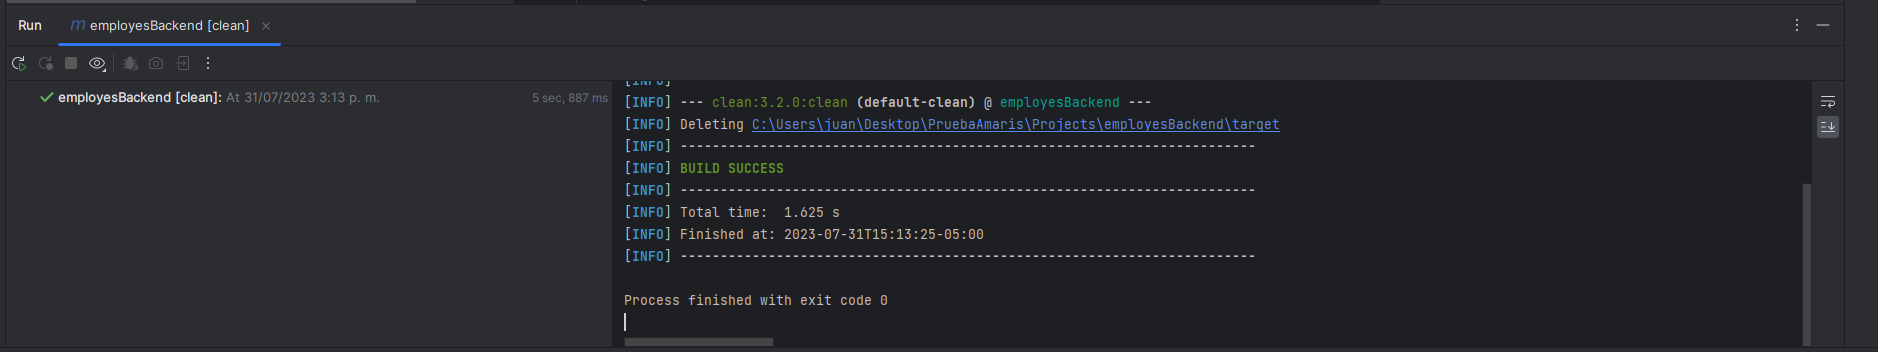 Run
employesBackend [clean]
employesBackend [clean]: At 31/07/2023 3:13 p. m. 5 sec, 887 ms
[INFO]
[INFO] --- clean:3.2.0:clean (default-clean) @ employesBackend ---
[INFO] Deleting C:\Users\juan\Desktop\PruebaAmaris\Projects\employesBackend\target
[INFO] ------------------------------------------------------------------------
[INFO] BUILD SUCCESS
[INFO] ------------------------------------------------------------------------
[INFO] Total time:  1.625 s
[INFO] Finished at: 2023-07-31T15:13:25-05:00
[INFO] ------------------------------------------------------------------------
Process finished with exit code 0